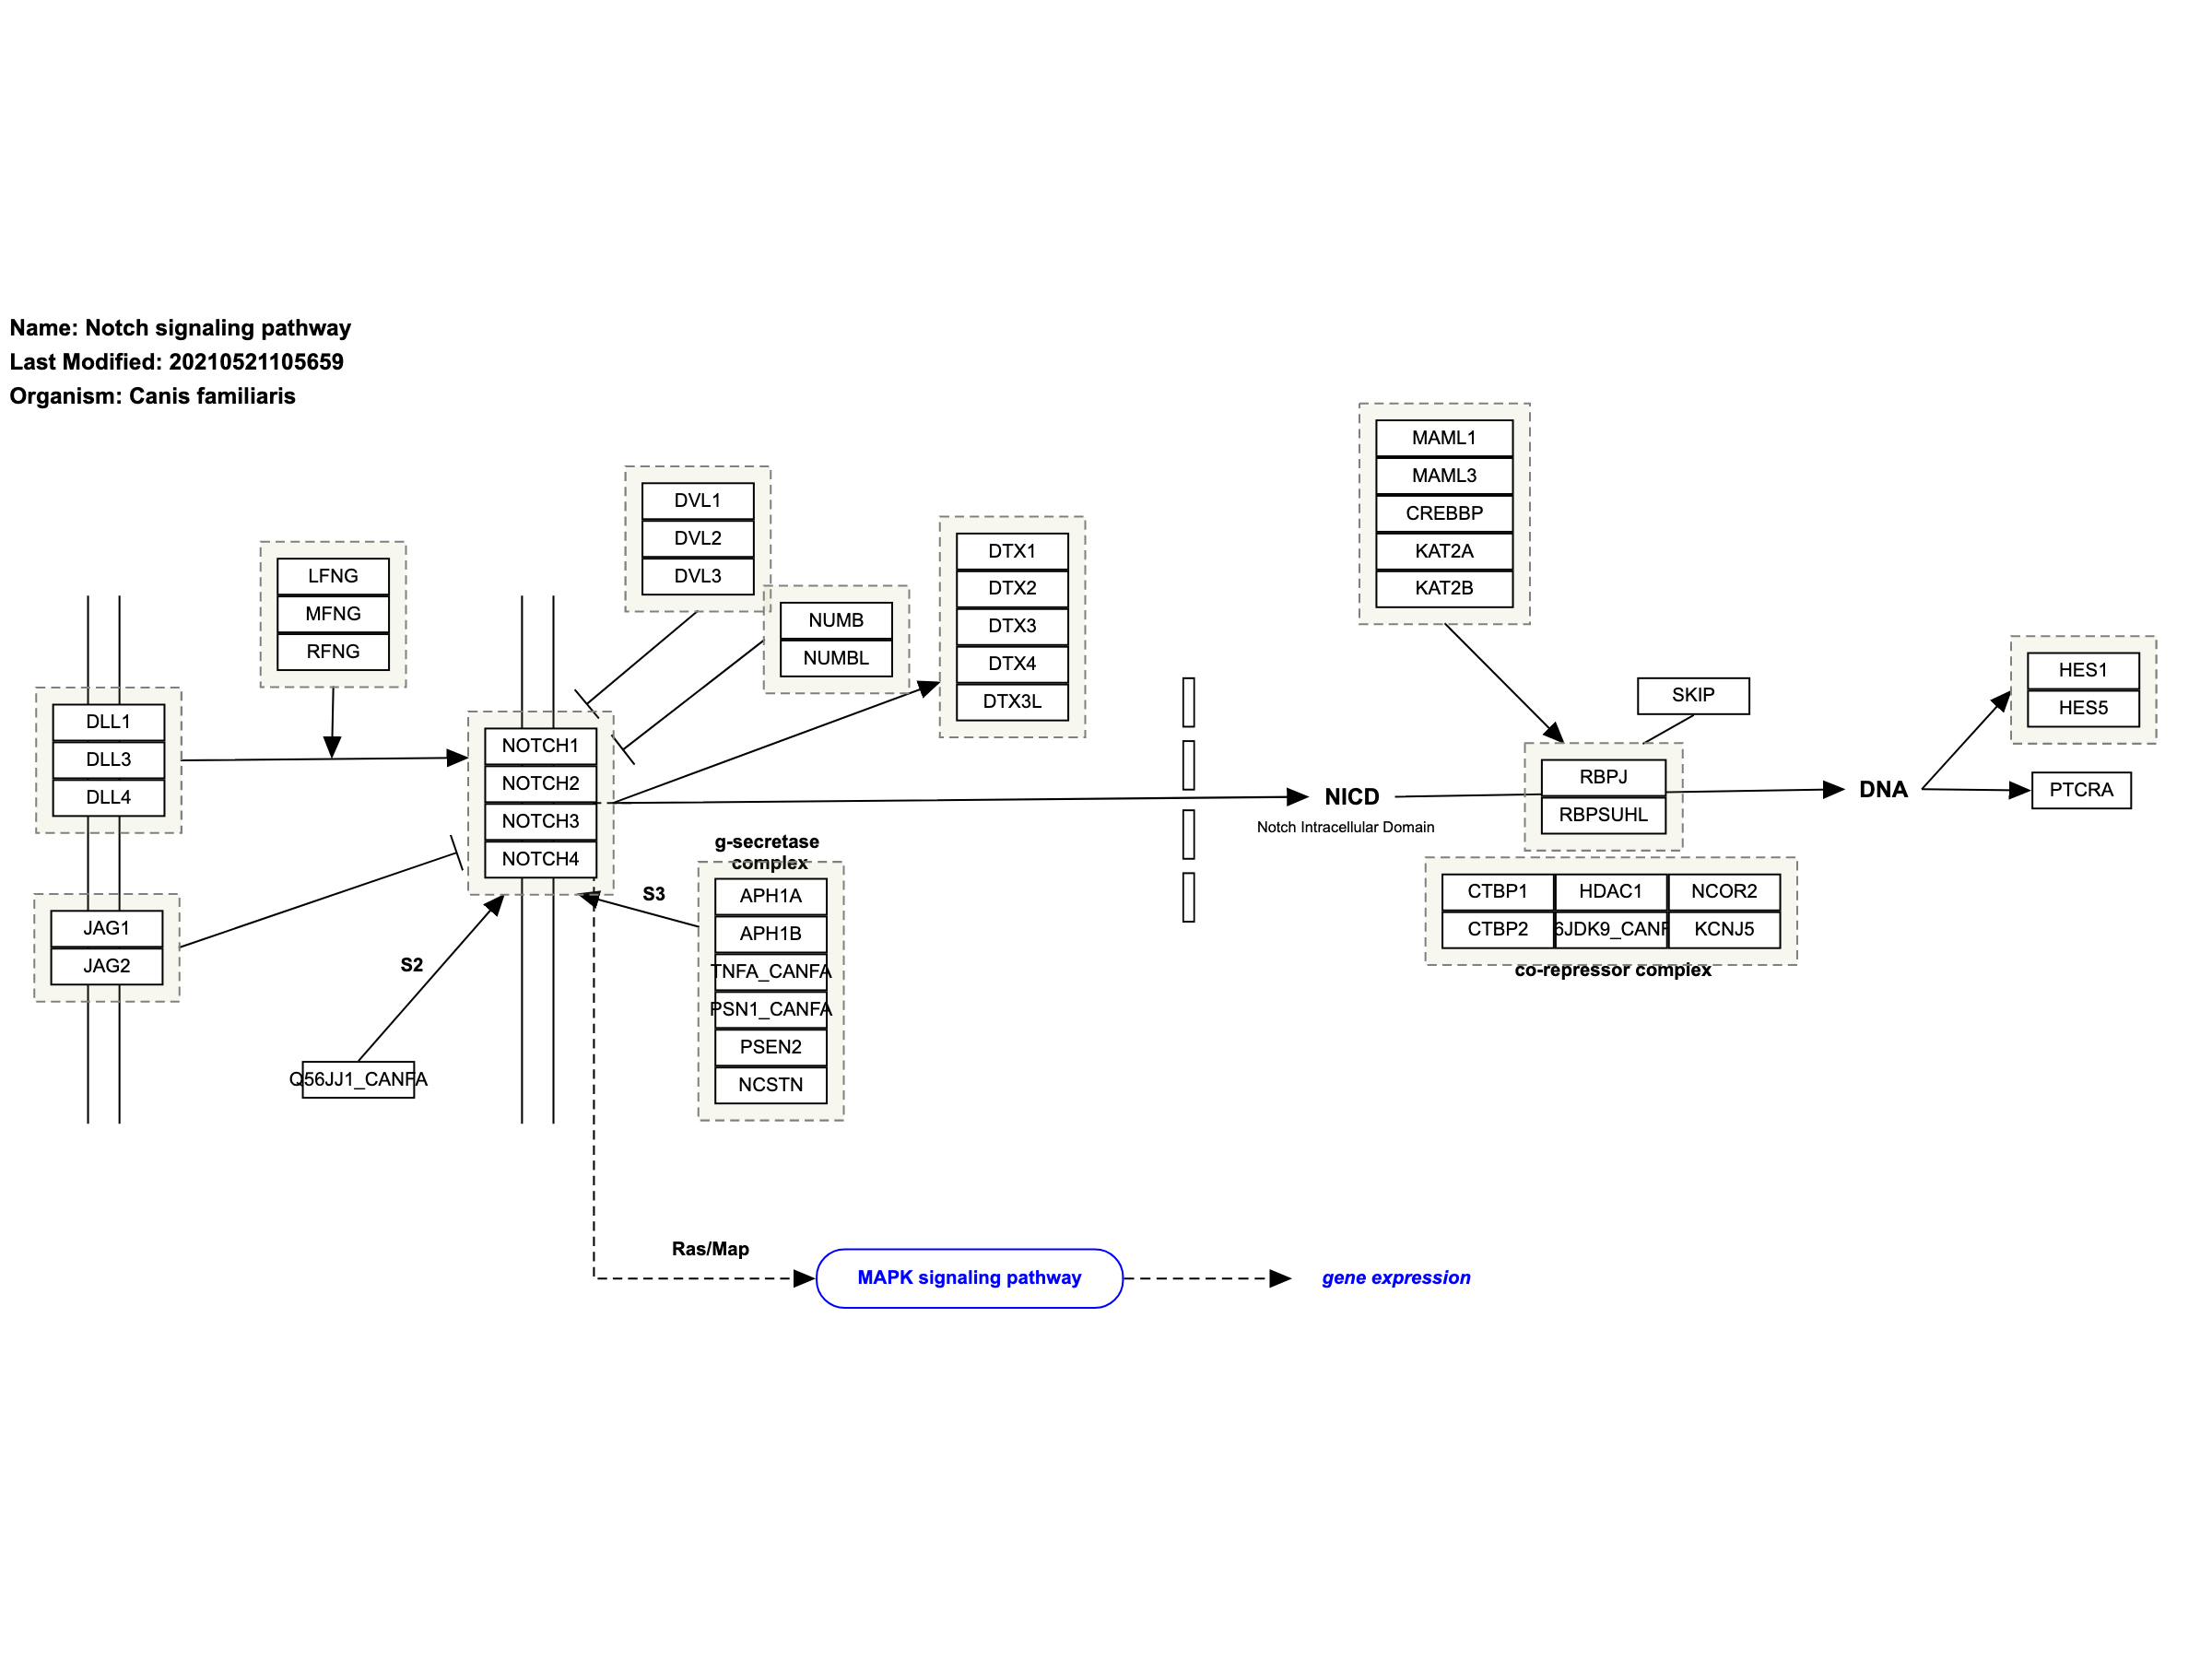 Name: Notch signaling pathway
Last Modified: 20210521105659
Organism: Canis familiaris
MAML1
MAML3
CREBBP
KAT2A
KAT2B
DVL1
DVL2
DVL3
DTX1
DTX2
DTX3
DTX4
DTX3L
LFNG
MFNG
RFNG
NUMB
NUMBL
HES1
HES5
SKIP
DLL1
DLL3
DLL4
NOTCH1
NOTCH2
NOTCH3
NOTCH4
NICD
Notch Intracellular Domain
RBPJ
RBPSUHL
DNA
PTCRA
g-secretase
complex
APH1A
APH1B
TNFA_CANFA
PSN1_CANFA
PSEN2
NCSTN
S3
S2
JAG1
JAG2
CTBP1 HDAC1 NCOR2
CTBP2 6JDK9_CANF KCNJ5
co-repressor complex
Q56JJ1_CANFA
Ras/Map
MAPK signaling pathway
gene expression